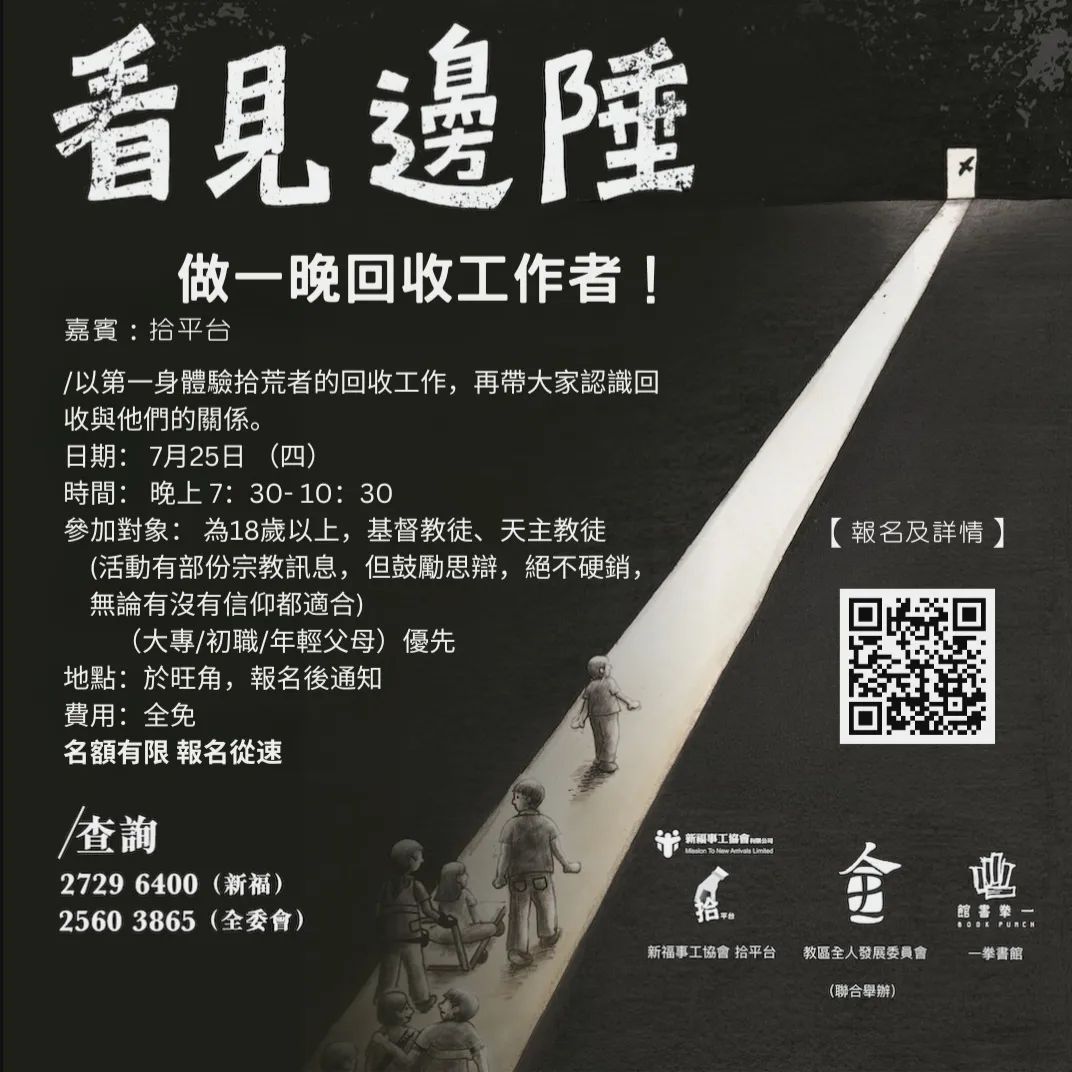 看見邊陲
做一晚回收工作者！
嘉賓：拾平台
/以第一身體驗拾荒者的回收工作，再帶大家認識回
收與他們的關係。
日期： 7月25日 （四）
時間： 晚上 7：30- 10：30
參加對象： 為18歲以上，基督教徒、天主教徒
(活動有部份宗教訊息，但鼓勵思辯，絕不硬銷，
無論有沒有信仰都適合)
（大專/初職/年輕父母）優先
地點：於旺角，報名後通知
費用：全免
名額有限 報名從速
【 報名及詳情 】
/查詢
2729 6400（新福）
2560 3865（全委會）
新福事工協會有限公司
Mission To New Arrivals Limited
拾平台
新福事工協會 拾平台
教區全人發展委員會
館書拳一
BOOK PUNCH
一拳書館
（聯合舉辦）